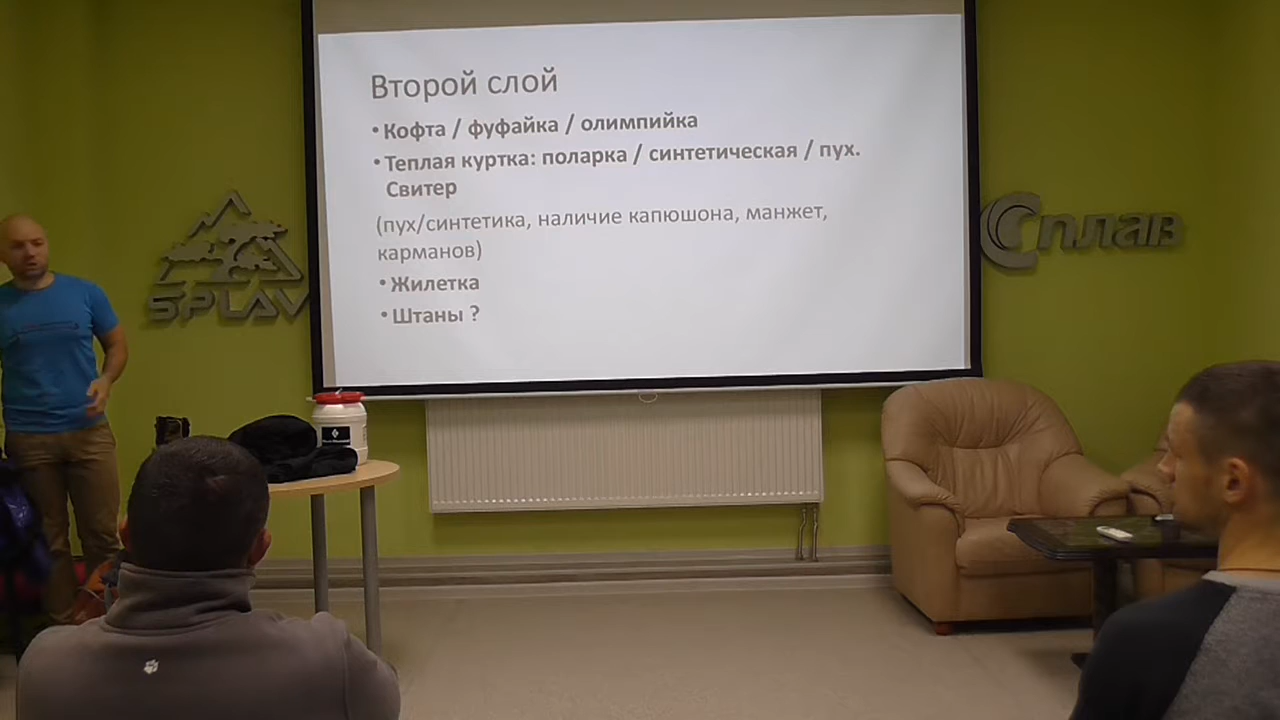 Второй слой
• Кофта / фуфайка / олимпийка
• Теплая куртка: поларка / синтетическая / пух.
Свитер
(пух/синтетика, наличие капюшона, манжет,
карманов)
• Жилетка
• Штаны ?
SPLAV
Сплав